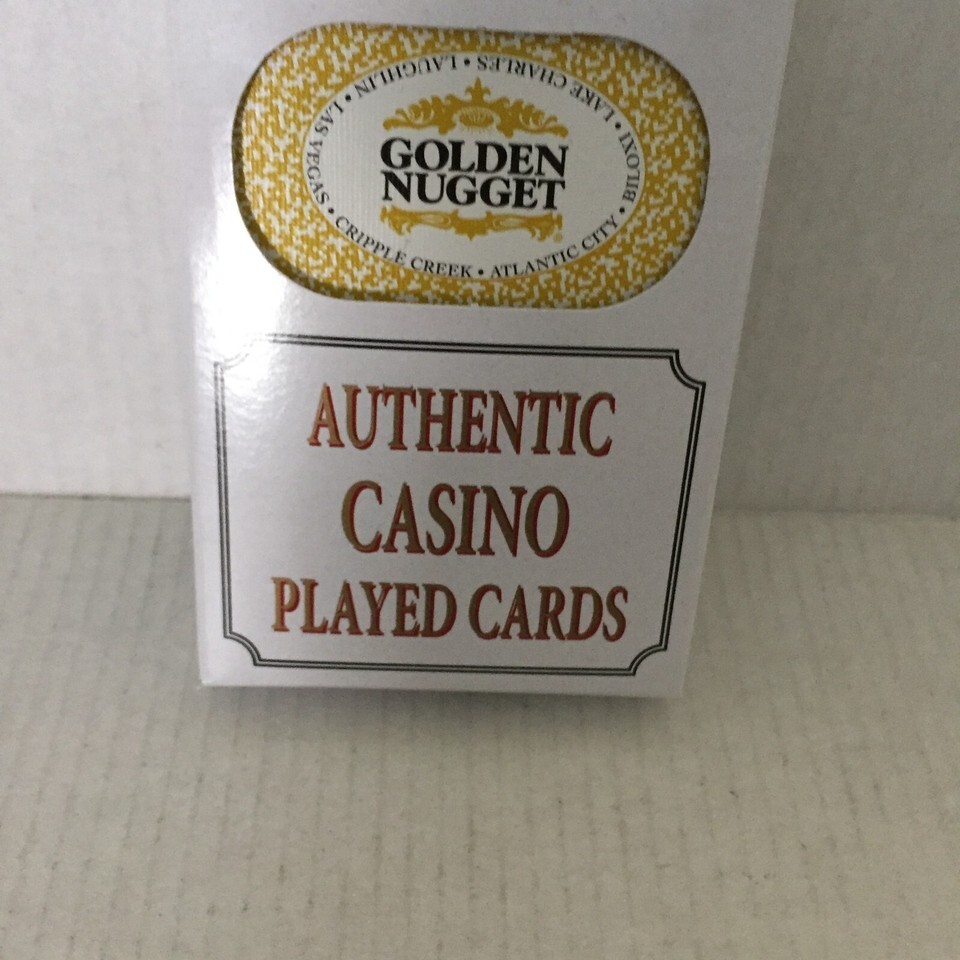 GOLDEN
NUGGET
®
LAS VEGAS • LAUGHLIN • LAKE CHARLES • BILOXI • ATLANTIC CITY • CRIPPLE CREEK •
AUTHENTIC
CASINO
PLAYED CARDS